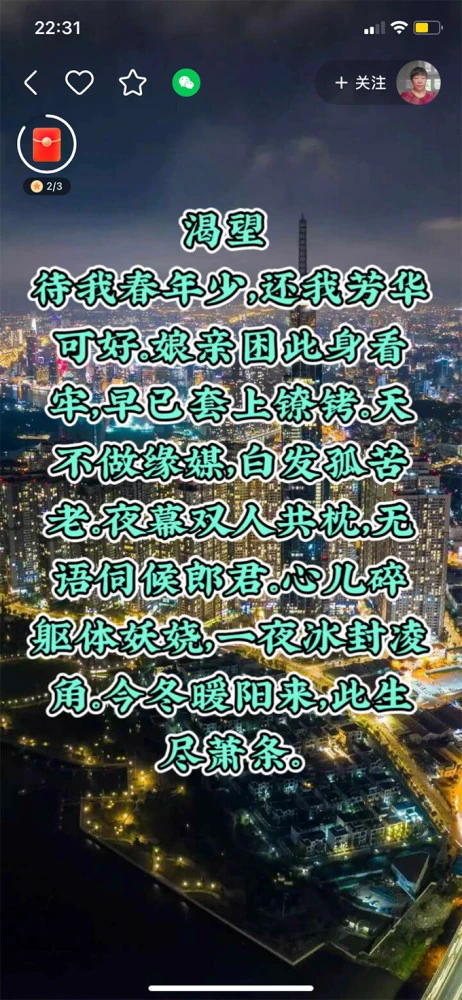 22:31
+ 关注
2/3
渴望
待我春年少,还我芳华
可好.娘亲困此身看
牢,早已套上镣铐.天
不做缘媒,白发孤苦
老.夜幕双人共枕,无
语伺候郎君.心儿碎
躯体妖娆,一夜冰封凌
角.今冬暖阳来,此生
尽萧条。